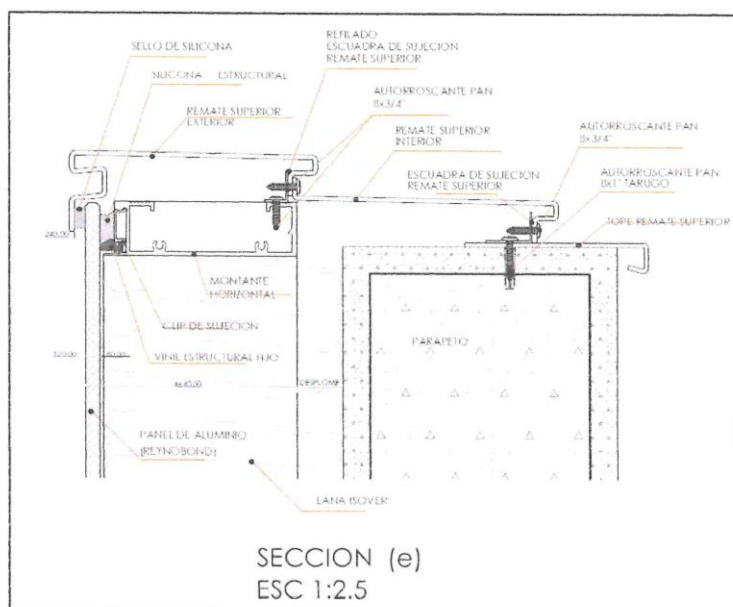 SELLO DE SILICONA
SILICONA ESTRUCTURAL
REMATE SUPERIOR
EXTERIOR
REFILADO
ESCUADRA DE SUJECION
REMATE SUPERIOR
AUTORROSCANTE PAN
8x3/4"
REMATE SUPERIOR
INTERIOR
ESCUADRA DE SUJECION
REMATE SUPERIOR
AUTORROSCANTE PAN
8x3/4"
AUTORROSCANTE PAN
8x1" TARUGO
TOPE REMATE SUPERIOR
240.00
MONTANTE
HORIZONTAL
CLIP DE SUJECION
VINIL ESTRUCTURAL FIJO
PARAPETO
DESPLOME
PANEL DE ALUMINIO
(REYNOBOND)
LANA ISOVER
SECCION (e)
ESC 1:2.5